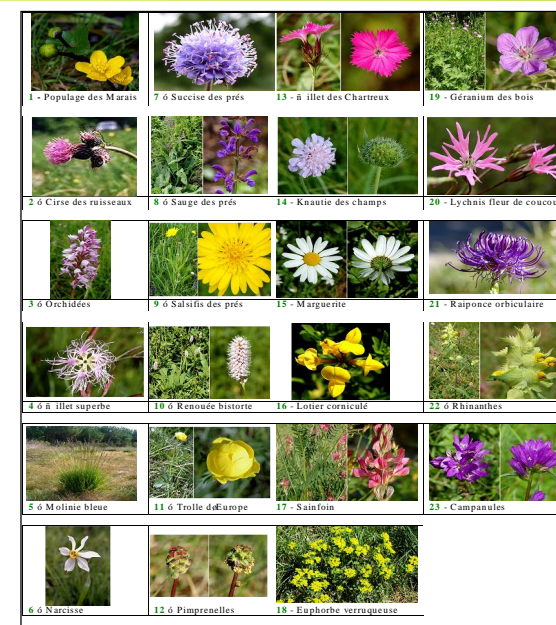 1 - Populage des Marais
7 ó Succise des prés
13 - ñ illet des Chartreux
19 - Géranium des bois
2 ó Cirse des ruisseaux
8 ó Sauge des prés
14 - Knautie des champs
20 - Lychnis fleur de coucou
3 ó Orchidées
9 ó Salsifis des prés
15 - Marguerite
21 - Raiponce orbiculaire
4 ó ñ illet superbe
10 ó Renouée bistorte
16 - Lotier corniculé
22 ó Rhinanthes
5 ó Molinie bleue
11 ó Trolle døEurope
17 - Sainfoin
23 - Campanules
6 ó Narcisse
12 ó Pimprenelles
18 - Euphorbe verruqueuse